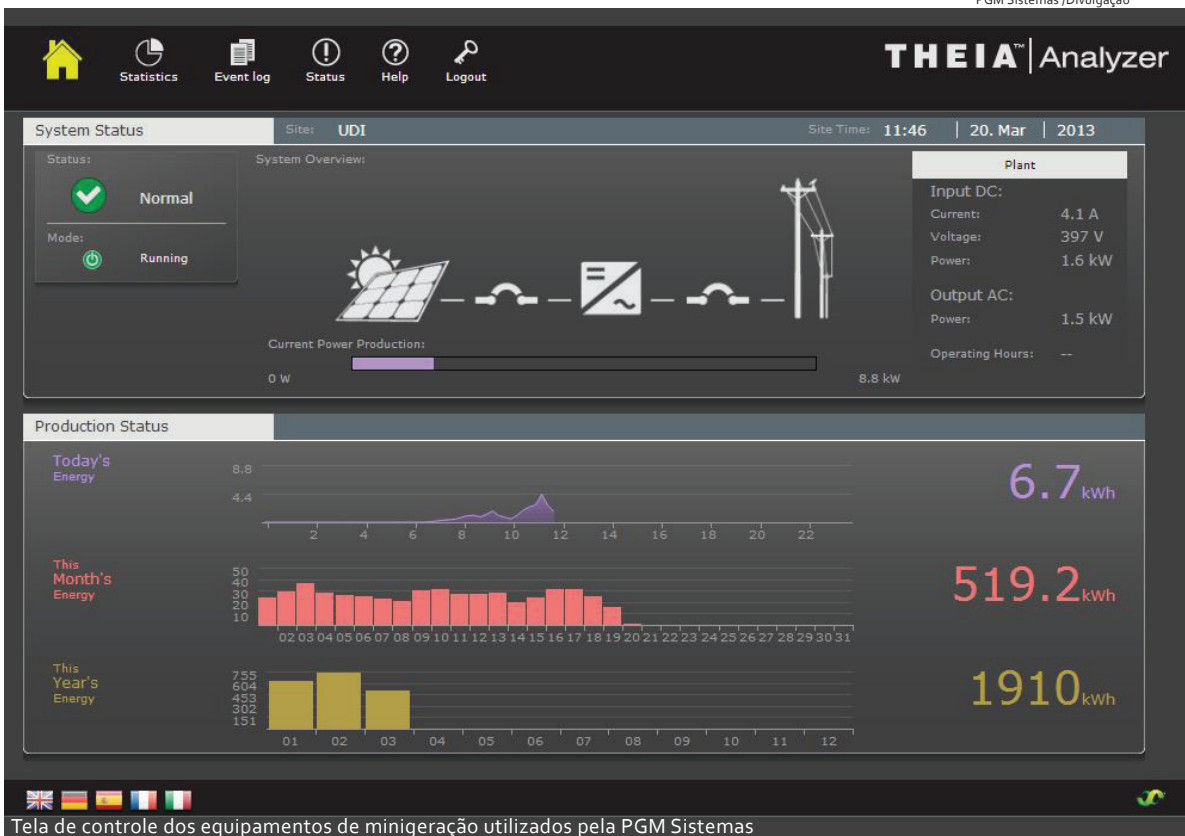 PGM Sistemas /Divulgação
Statistics
Event log
Status
Help
Logout
THEIA™ Analyzer
System Status
Site: UDI
Site Time: 11:46 | 20. Mar | 2013
Status:
Normal
Mode:
Running
System Overview:
Current Power Production:
0 W
8.8 kW
Plant
Input DC:
Current: 4.1 A
Voltage: 397 V
Power: 1.6 kW
Output AC:
Power: 1.5 kW
Operating Hours: --
Production Status
Today's
Energy
8.8
4.4
2 4 6 8 10 12 14 16 18 20 22
6.7 kWh
This
Month's
Energy
50
40
30
20
10
02 03 04 05 06 07 08 09 10 11 12 13 14 15 16 17 18 19 20 21 22 23 24 25 26 27 28 29 30 31
519.2 kWh
This
Year's
Energy
755
604
453
302
151
01 02 03 04 05 06 07 08 09 10 11 12
1910 kWh
Tela de controle dos equipamentos de minigeração utilizados pela PGM Sistemas